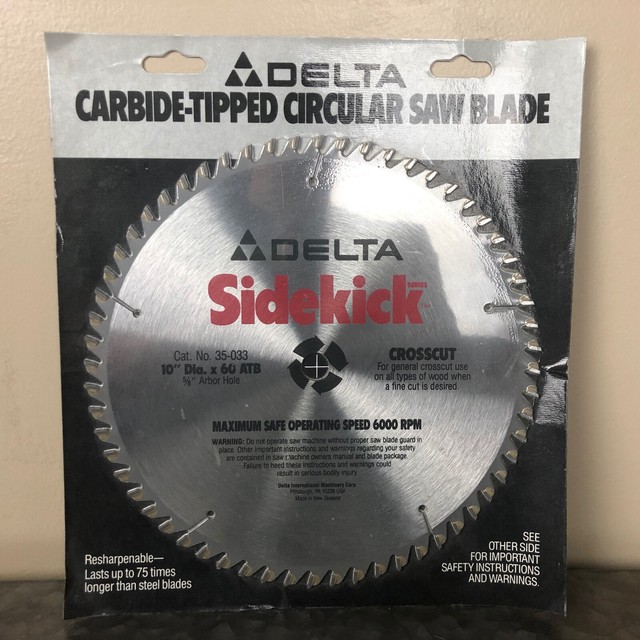 DELTA
CARBIDE-TIPPED CIRCULAR SAW BLADE
DELTA
Sidekick SERIES
Cat. No. 35-033
10" Dia. x 60 ATB
5/8" Arbor Hole
CROSSCUT
For general crosscut use
on all types of wood when
a fine cut is desired.
MAXIMUM SAFE OPERATING SPEED 6000 RPM
WARNING: Do not operate saw machine without proper saw blade guard in
place. Other important instructions and warnings regarding your safety
are contained in saw machine owners manual and blade package.
Failure to heed these instructions and warnings could
result in serious bodily injury.
Delta International Machinery Corp.
Pittsburgh, PA 15238 USA
Made in New Zealand
Resharpenable—
Lasts up to 75 times
longer than steel blades
SEE
OTHER SIDE
FOR IMPORTANT
SAFETY INSTRUCTIONS
AND WARNINGS.